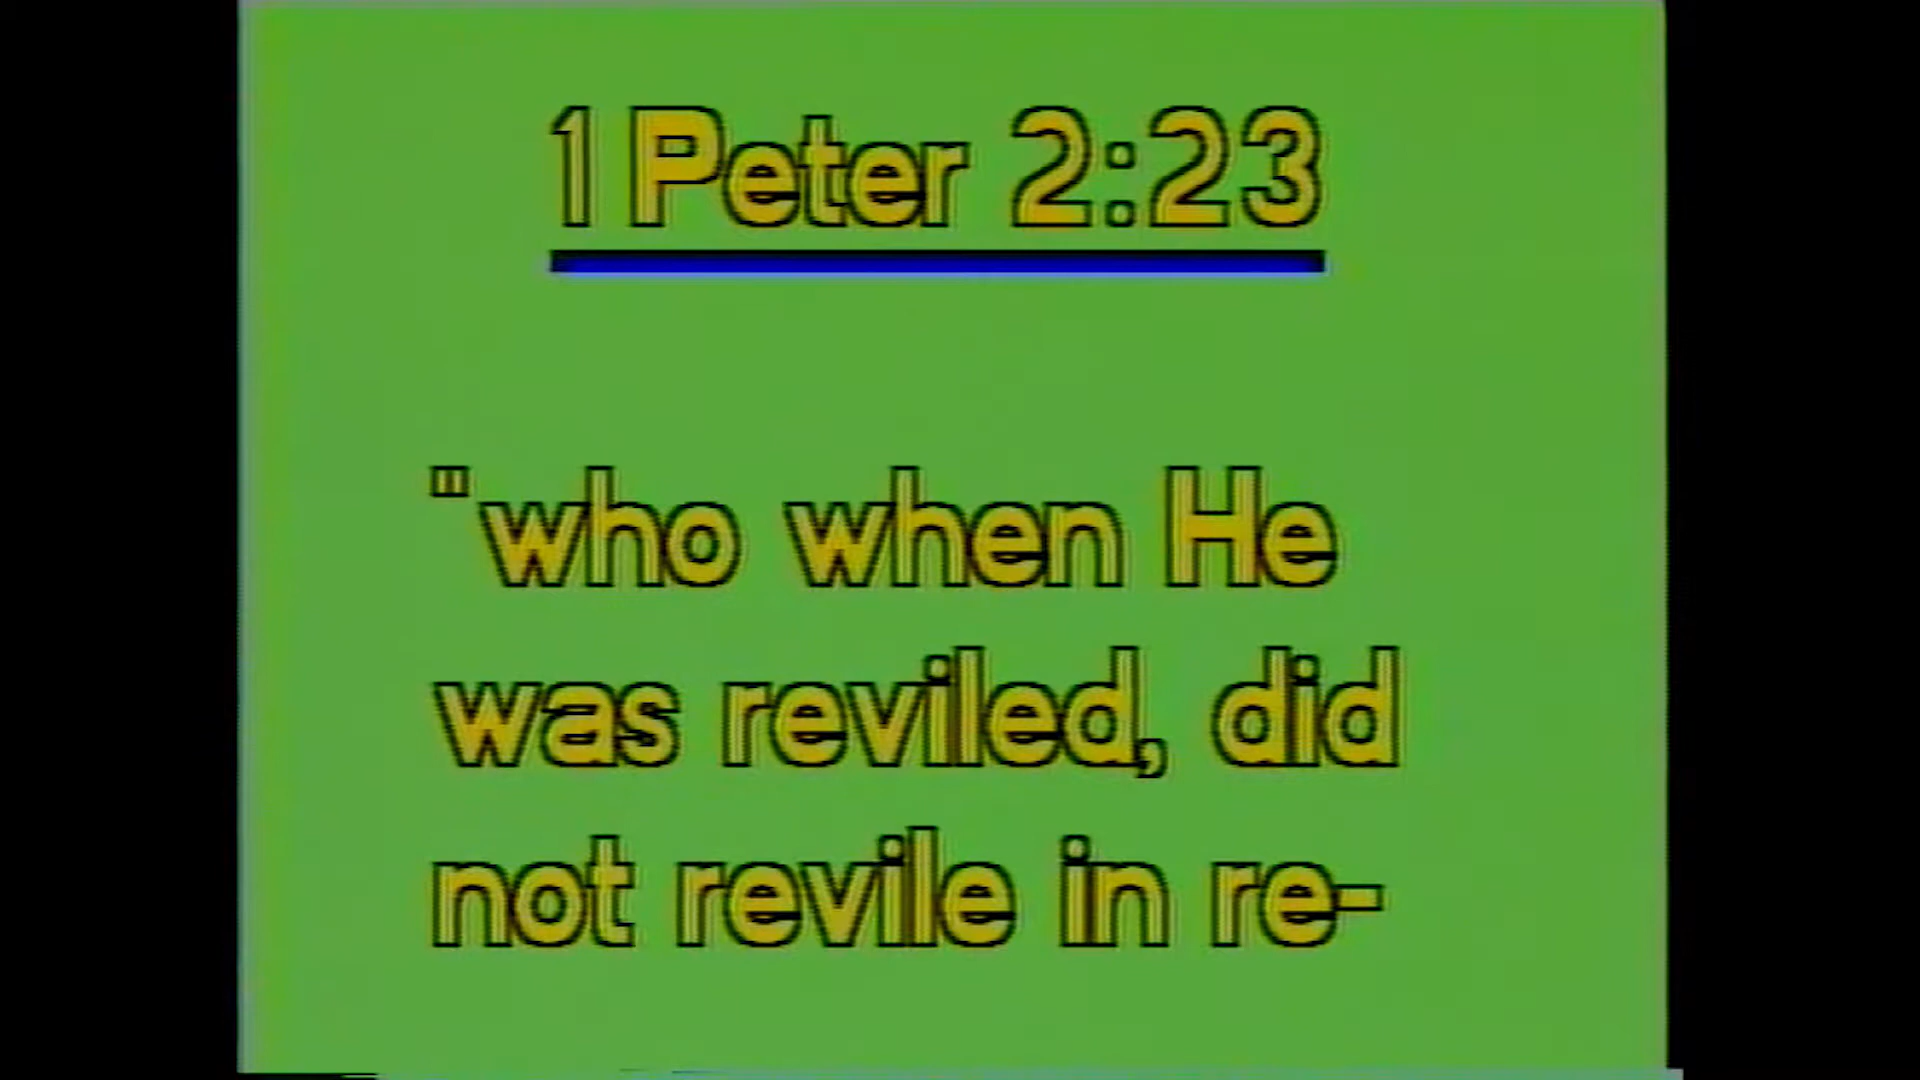 1 Peter 2:23
"who when He
was reviled, did
not revile in re-